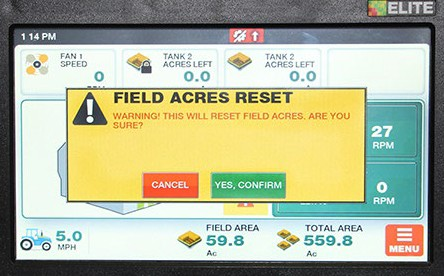 ELITE
1 14 PM
FAN 1
SPEED
0
TANK 2
ACRES LEFT
0.0
TANK 2
ACRES LEFT
0.0
FIELD ACRES RESET
WARNING! THIS WILL RESET FIELD ACRES. ARE YOU
SURE?
CANCEL
YES, CONFIRM
27
RPM
0
RPM
5.0
MPH
FIELD AREA
59.8
Ac
TOTAL AREA
559.8
Ac
MENU